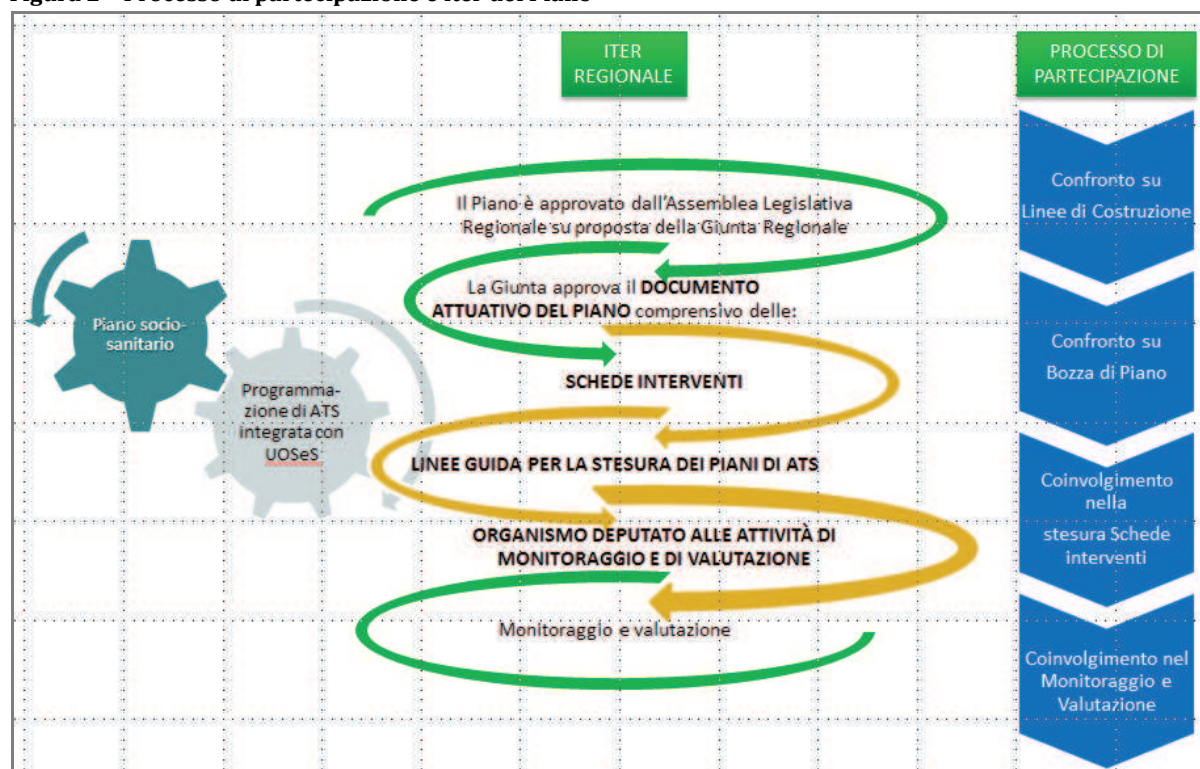 ITER
REGIONALE
PROCESSO DI
PARTECIPAZIONE
Il Piano è approvato dall'Assemblea Legislativa
Regionale su proposta della Giunta Regionale
La Giunta approva il DOCUMENTO
ATTUATIVO DEL PIANO comprensivo delle:
SCHEDE INTERVENTI
LINEE GUIDA PER LA STESURA DEI PIANI DI ATS
ORGANISMO DEPUTATO ALLE ATTIVITÀ DI
MONITORAGGIO E DI VALUTAZIONE
Monitoraggio e valutazione
Piano socio-
sanitario
Programma-
zione di ATS
integrata con
UOSeS
Confronto su
Linee di Costruzione
Confronto su
Bozza di Piano
Coinvolgimento
nella
stesura Schede
interventi
Coinvolgimento nel
Monitoraggio e
Valutazione